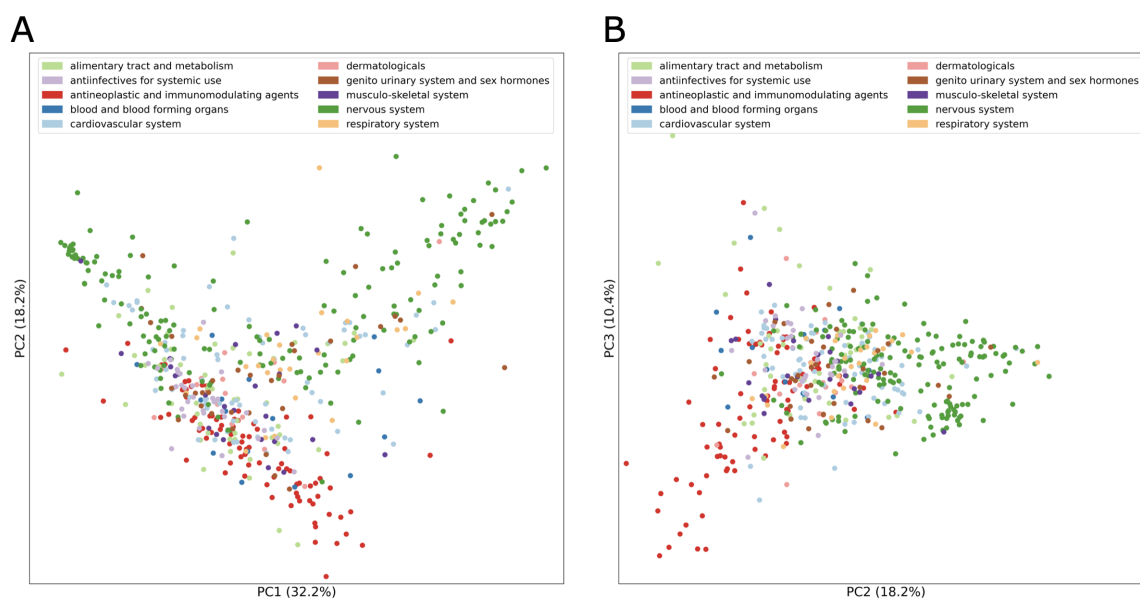 A
alimentary tract and metabolism
antiinfectives for systemic use
antineoplastic and immunomodulating agents
blood and blood forming organs
cardiovascular system
dermatologicals
genito urinary system and sex hormones
musculo-skeletal system
nervous system
respiratory system
PC2 (18.2%)
PC1 (32.2%)
B
alimentary tract and metabolism
antiinfectives for systemic use
antineoplastic and immunomodulating agents
blood and blood forming organs
cardiovascular system
dermatologicals
genito urinary system and sex hormones
musculo-skeletal system
nervous system
respiratory system
PC3 (10.4%)
PC2 (18.2%)